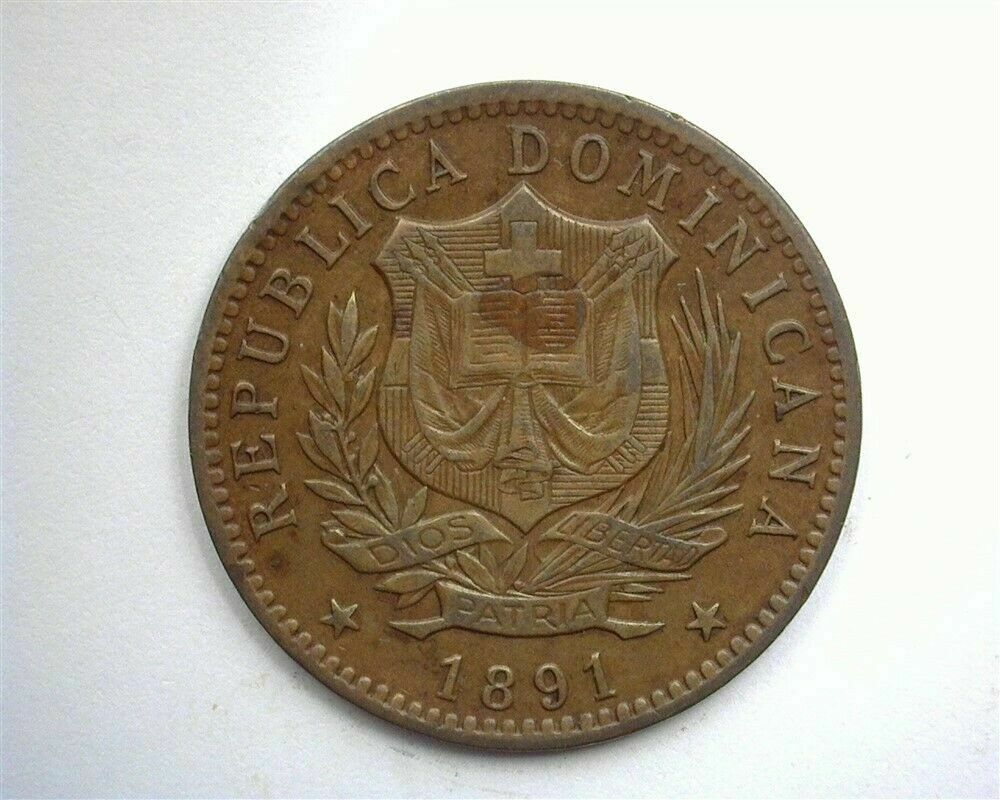 REPUBLICA DOMINICANA
DIOS
PATRIA
LIBERTAD
1891